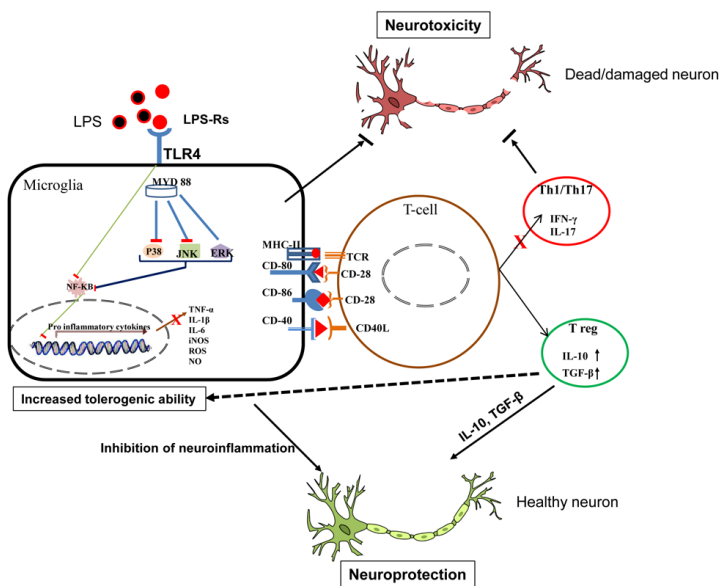 Neurotoxicity
Dead/damaged neuron
LPS
LPS-Rs
TLR4
Microglia
MYD 88
P38
JNK
ERK
NF-KB
Pro inflammatory cytokines
TNF-α
IL-1β
IL-6
iNOS
ROS
NO
MHC-II
TCR
CD-80
CD-28
CD-86
CD-28
CD-40
CD40L
T-cell
Th1/Th17
IFN-γ
IL-17
X
X
T reg
IL-10
TGF-β
Increased tolerogenic ability
IL-10, TGF-β
Inhibition of neuroinflammation
Healthy neuron
Neuroprotection